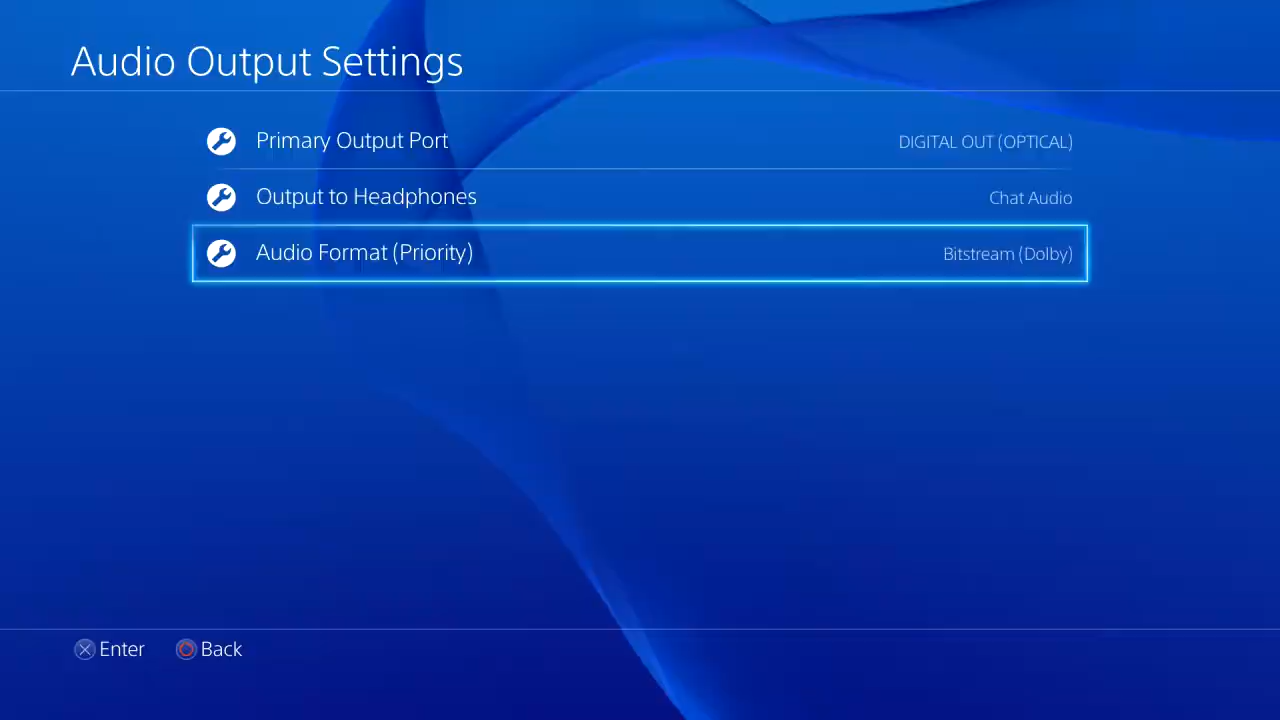 Audio Output Settings
Primary Output Port DIGITAL OUT (OPTICAL)
Output to Headphones Chat Audio
Audio Format (Priority) Bitstream (Dolby)
Enter Back